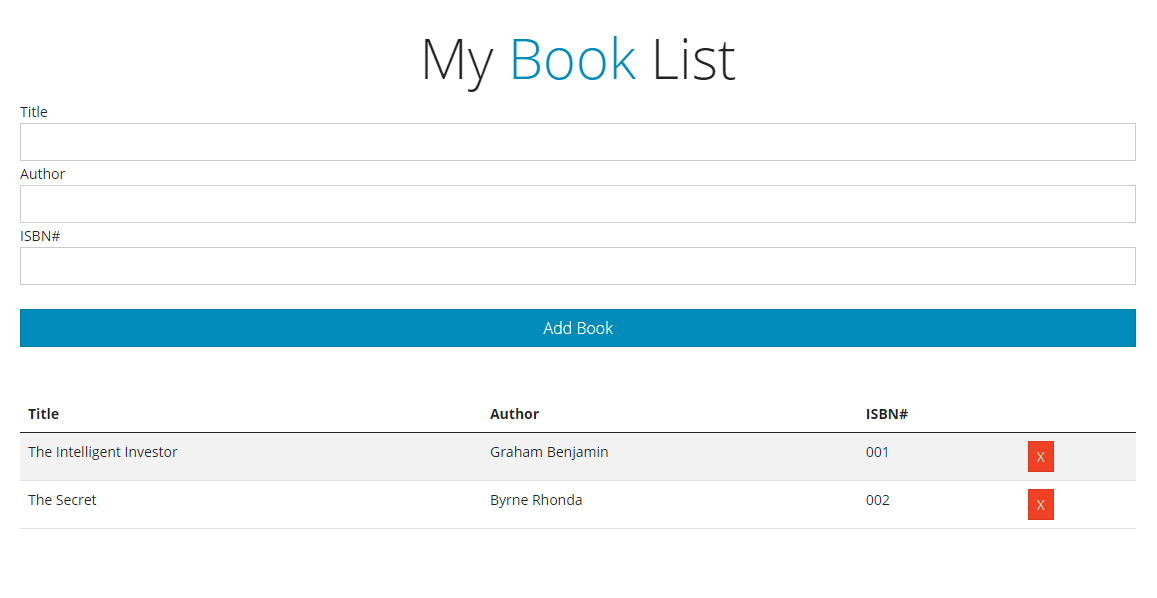 My Book List
Title
Author
ISBN#
Add Book
Title Author ISBN#
The Intelligent Investor Graham Benjamin 001 X
The Secret Byrne Rhonda 002 X